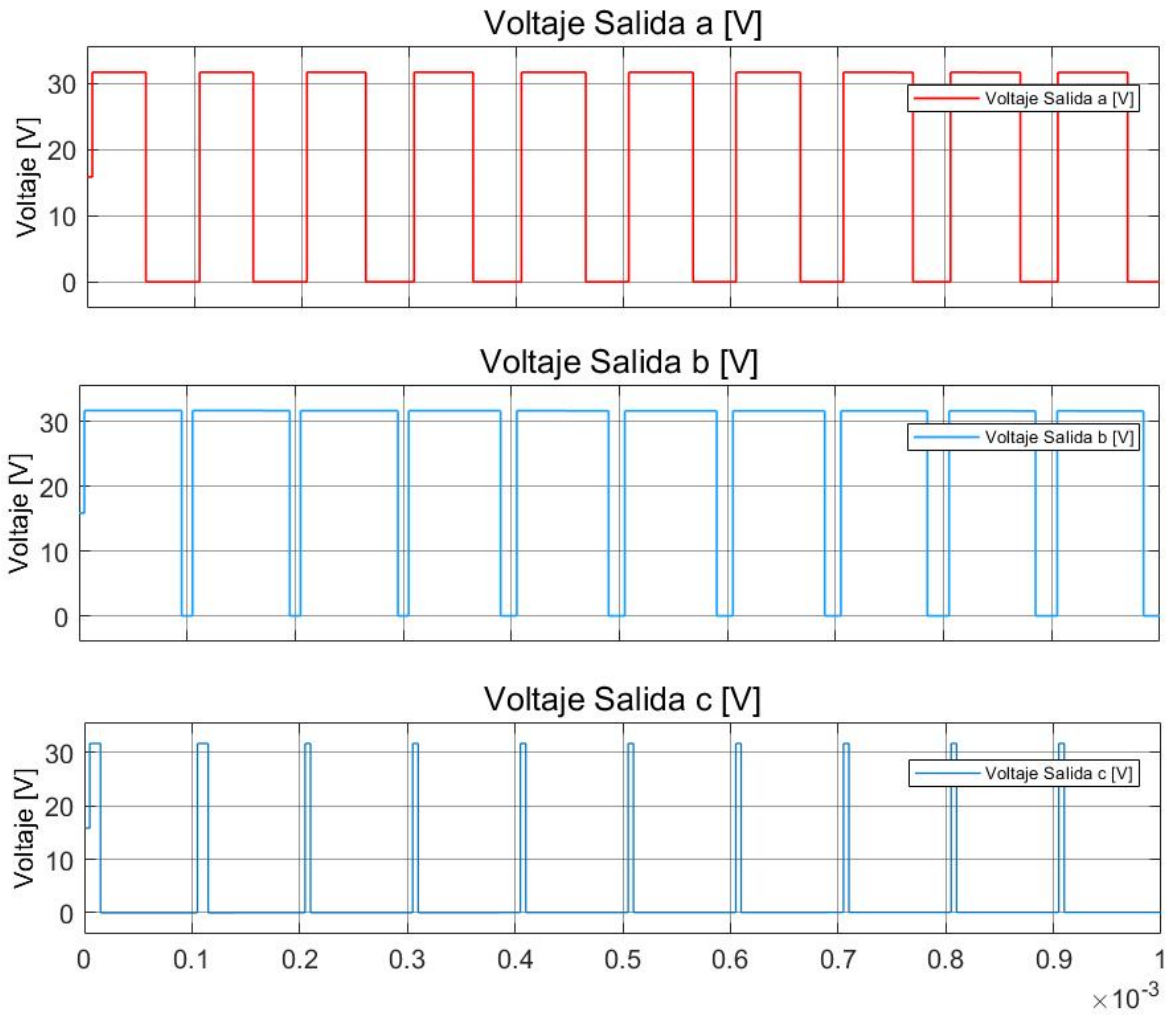 Voltaje Salida a [V]
Voltaje [V]
30
20
10
0
Voltaje Salida a [V]
Voltaje Salida b [V]
Voltaje [V]
30
20
10
0
Voltaje Salida b [V]
Voltaje Salida c [V]
Voltaje [V]
30
20
10
0
Voltaje Salida c [V]
0 0.1 0.2 0.3 0.4 0.5 0.6 0.7 0.8 0.9 1
×10⁻³